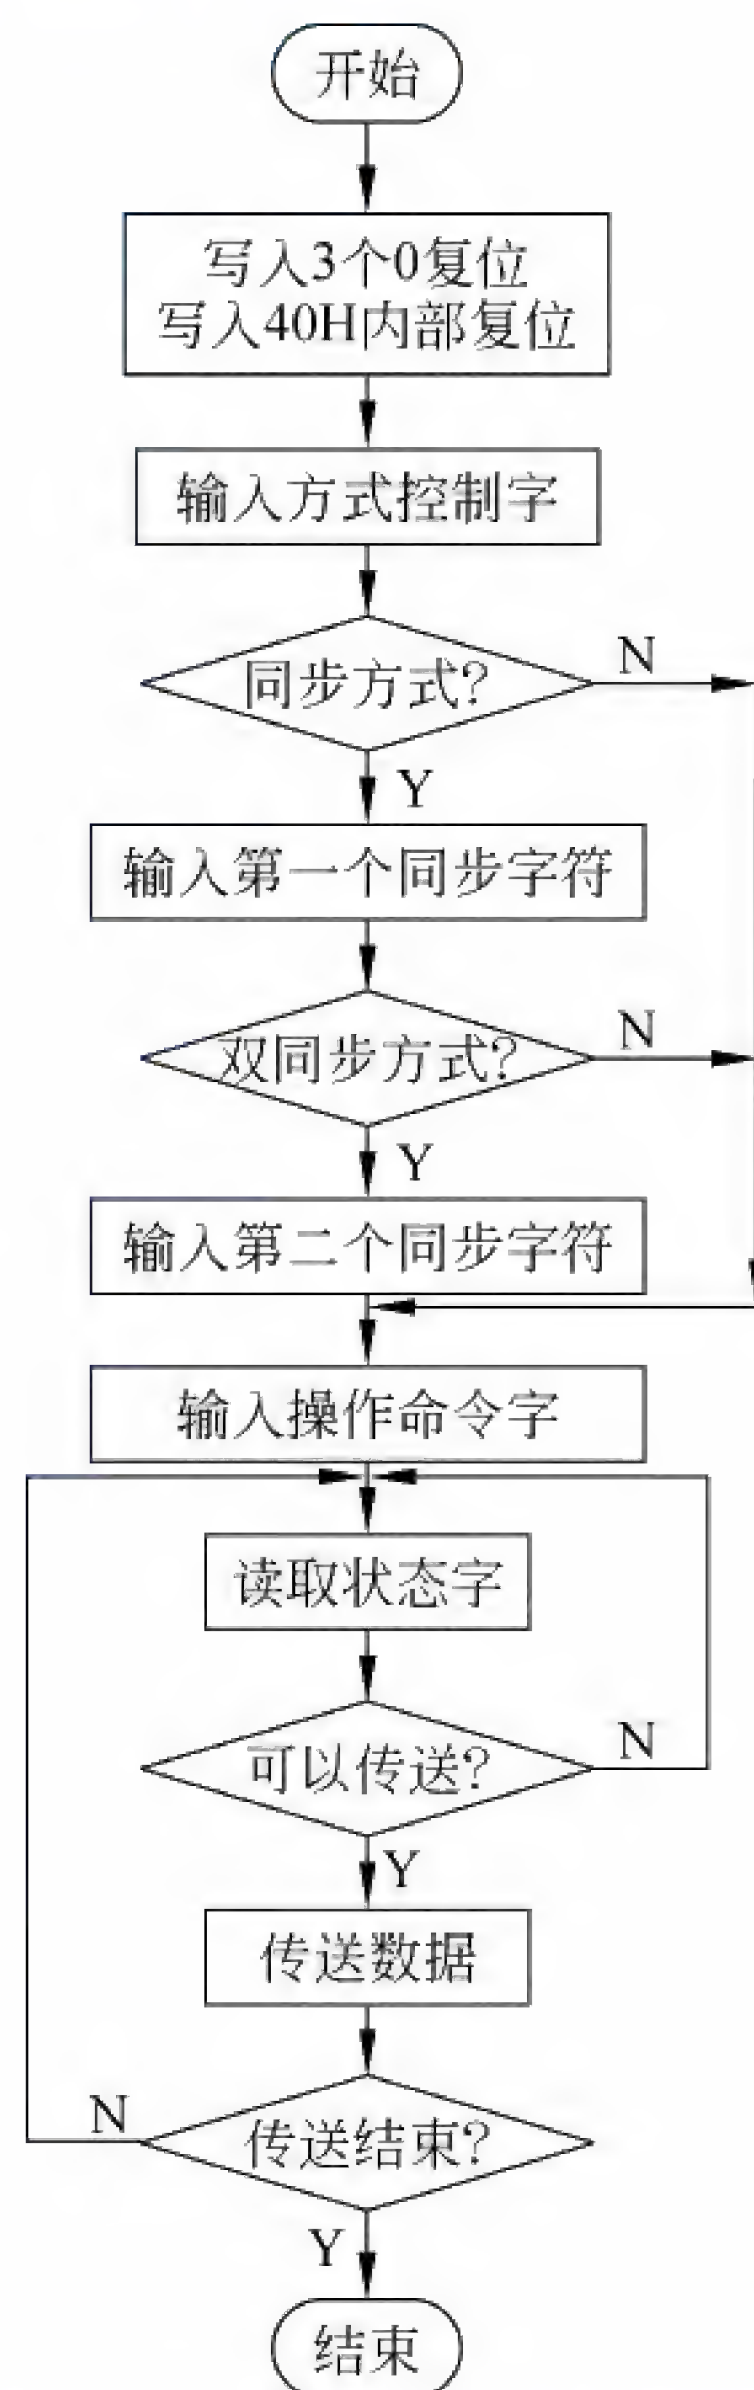 开始
写入3个0复位
写入40H内部复位
输入方式控制字
同步方式?
N
Y
输入第一个同步字符
双同步方式?
N
Y
输入第二个同步字符
输入操作命令字
读取状态字
可以传送?
N
Y
传送数据
传送结束?
N
Y
结束